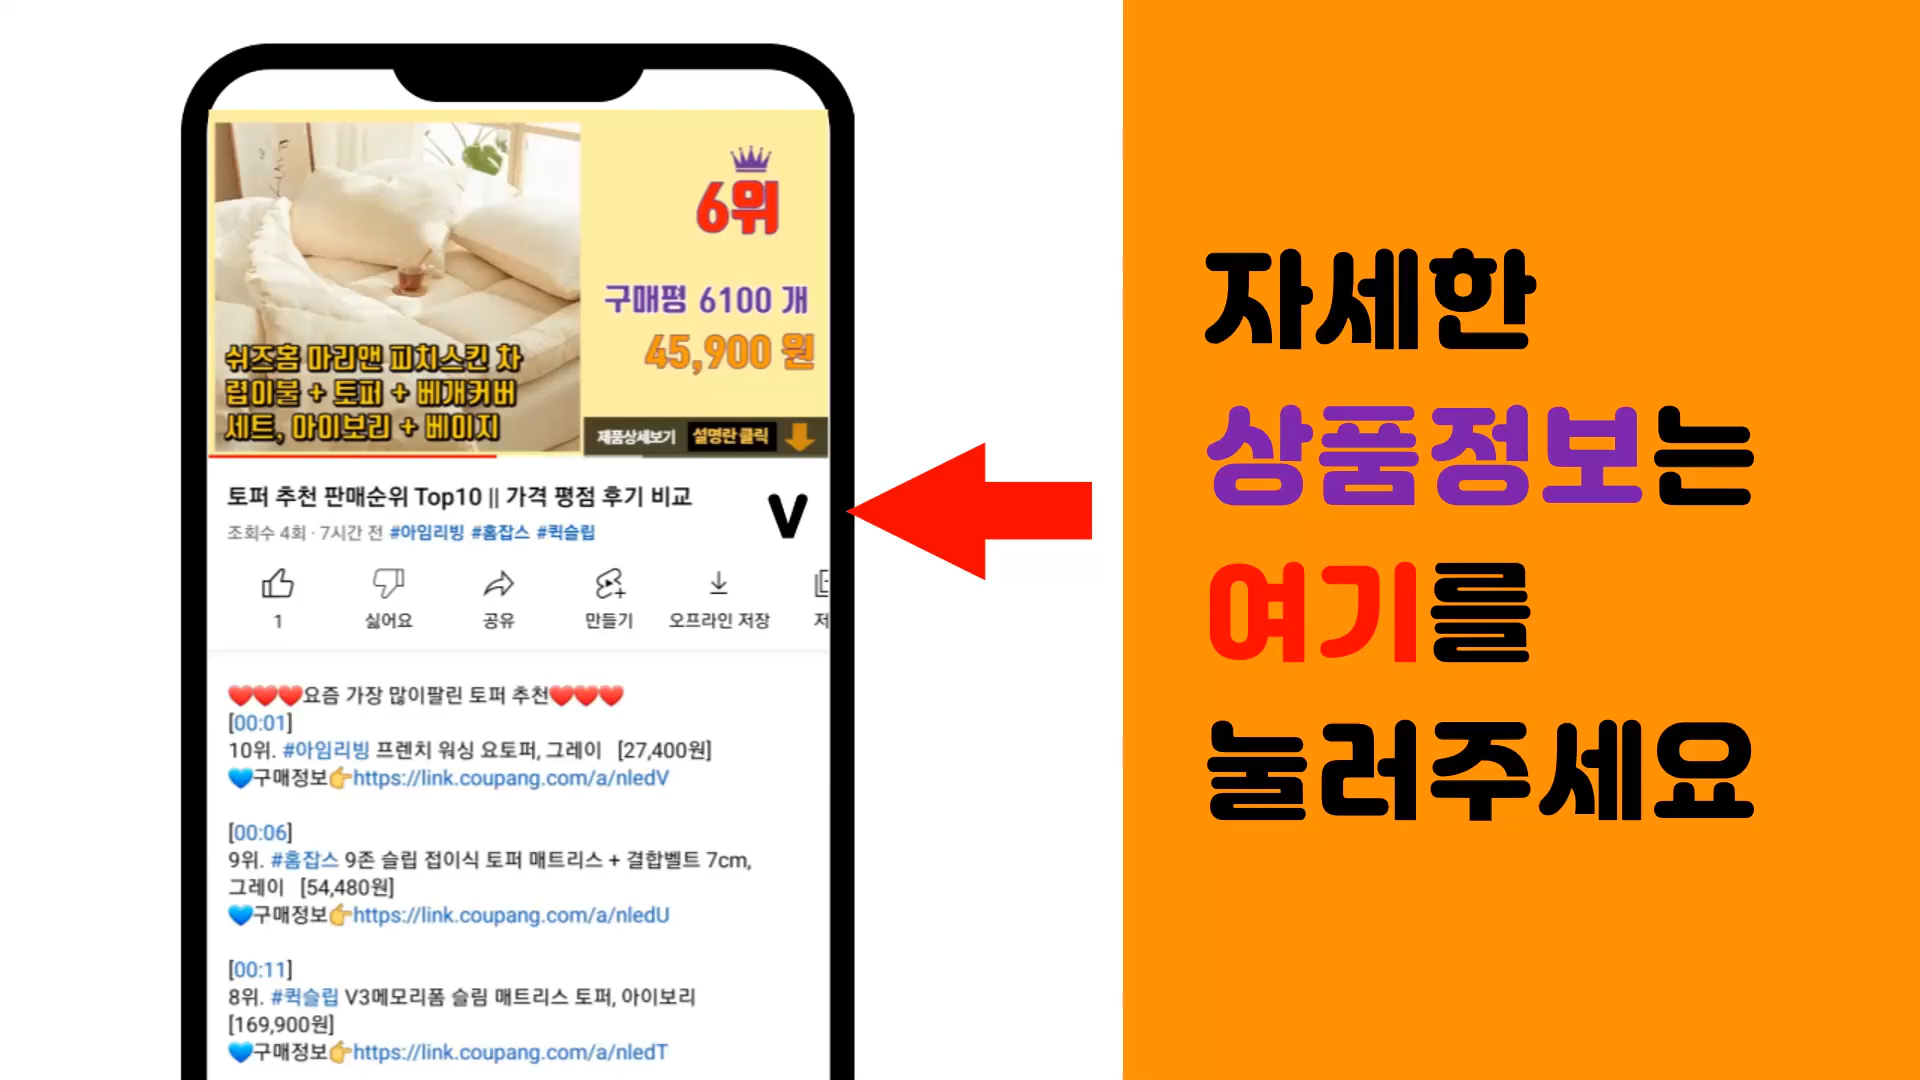 6위
구매평 6100 개
45,900 원
쉬즈홈 마리앤 피치스킨 차
렵이불 + 토퍼 + 베개커버
세트, 아이보리 + 베이지
제품상세보기 설명란 클릭
토퍼 추천 판매순위 Top10 || 가격 평점 후기 비교
V
조회수 4회 · 7시간 전 #아임리빙 #홈잡스 #퀵슬립
1 싫어요 공유 만들기 오프라인 저장 저
❤️❤️❤️요즘 가장 많이팔린 토퍼 추천❤️❤️❤️
[00:01]
10위. #아임리빙 프렌치 워싱 요토퍼, 그레이 [27,400원]
💙구매정보👉https://link.coupang.com/a/nledV
[00:06]
9위. #홈잡스 9존 슬립 접이식 토퍼 매트리스 + 결합벨트 7cm,
그레이 [54,480원]
💙구매정보👉https://link.coupang.com/a/nledU
[00:11]
8위. #퀵슬립 V3메모리폼 슬림 매트리스 토퍼, 아이보리
[169,900원]
💙구매정보👉https://link.coupang.com/a/nledT
자세한
상품정보는
여기를
눌러주세요